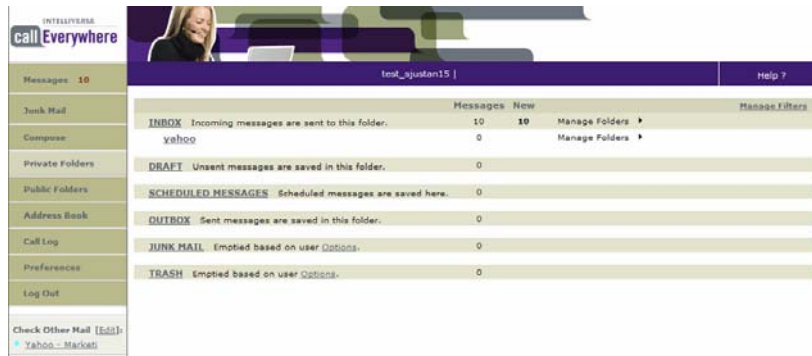 INTELLIVERSE
call Everywhere
test_sjustan15 |
Help ?
Messages 10
Junk Mail
Compose
Private Folders
Public Folders
Address Book
Call Log
Preferences
Log Out
Check Other Mail [Edit]:
Yahoo - Marketi
Messages New
Manage Filters
INBOX Incoming messages are sent to this folder. 10 10 Manage Folders
yahoo 0 Manage Folders
DRAFT Unsent messages are saved in this folder. 0
SCHEDULED MESSAGES Scheduled messages are saved here. 0
OUTBOX Sent messages are saved in this folder. 0
JUNK MAIL Emptied based on user Options. 0
TRASH Emptied based on user Options. 0